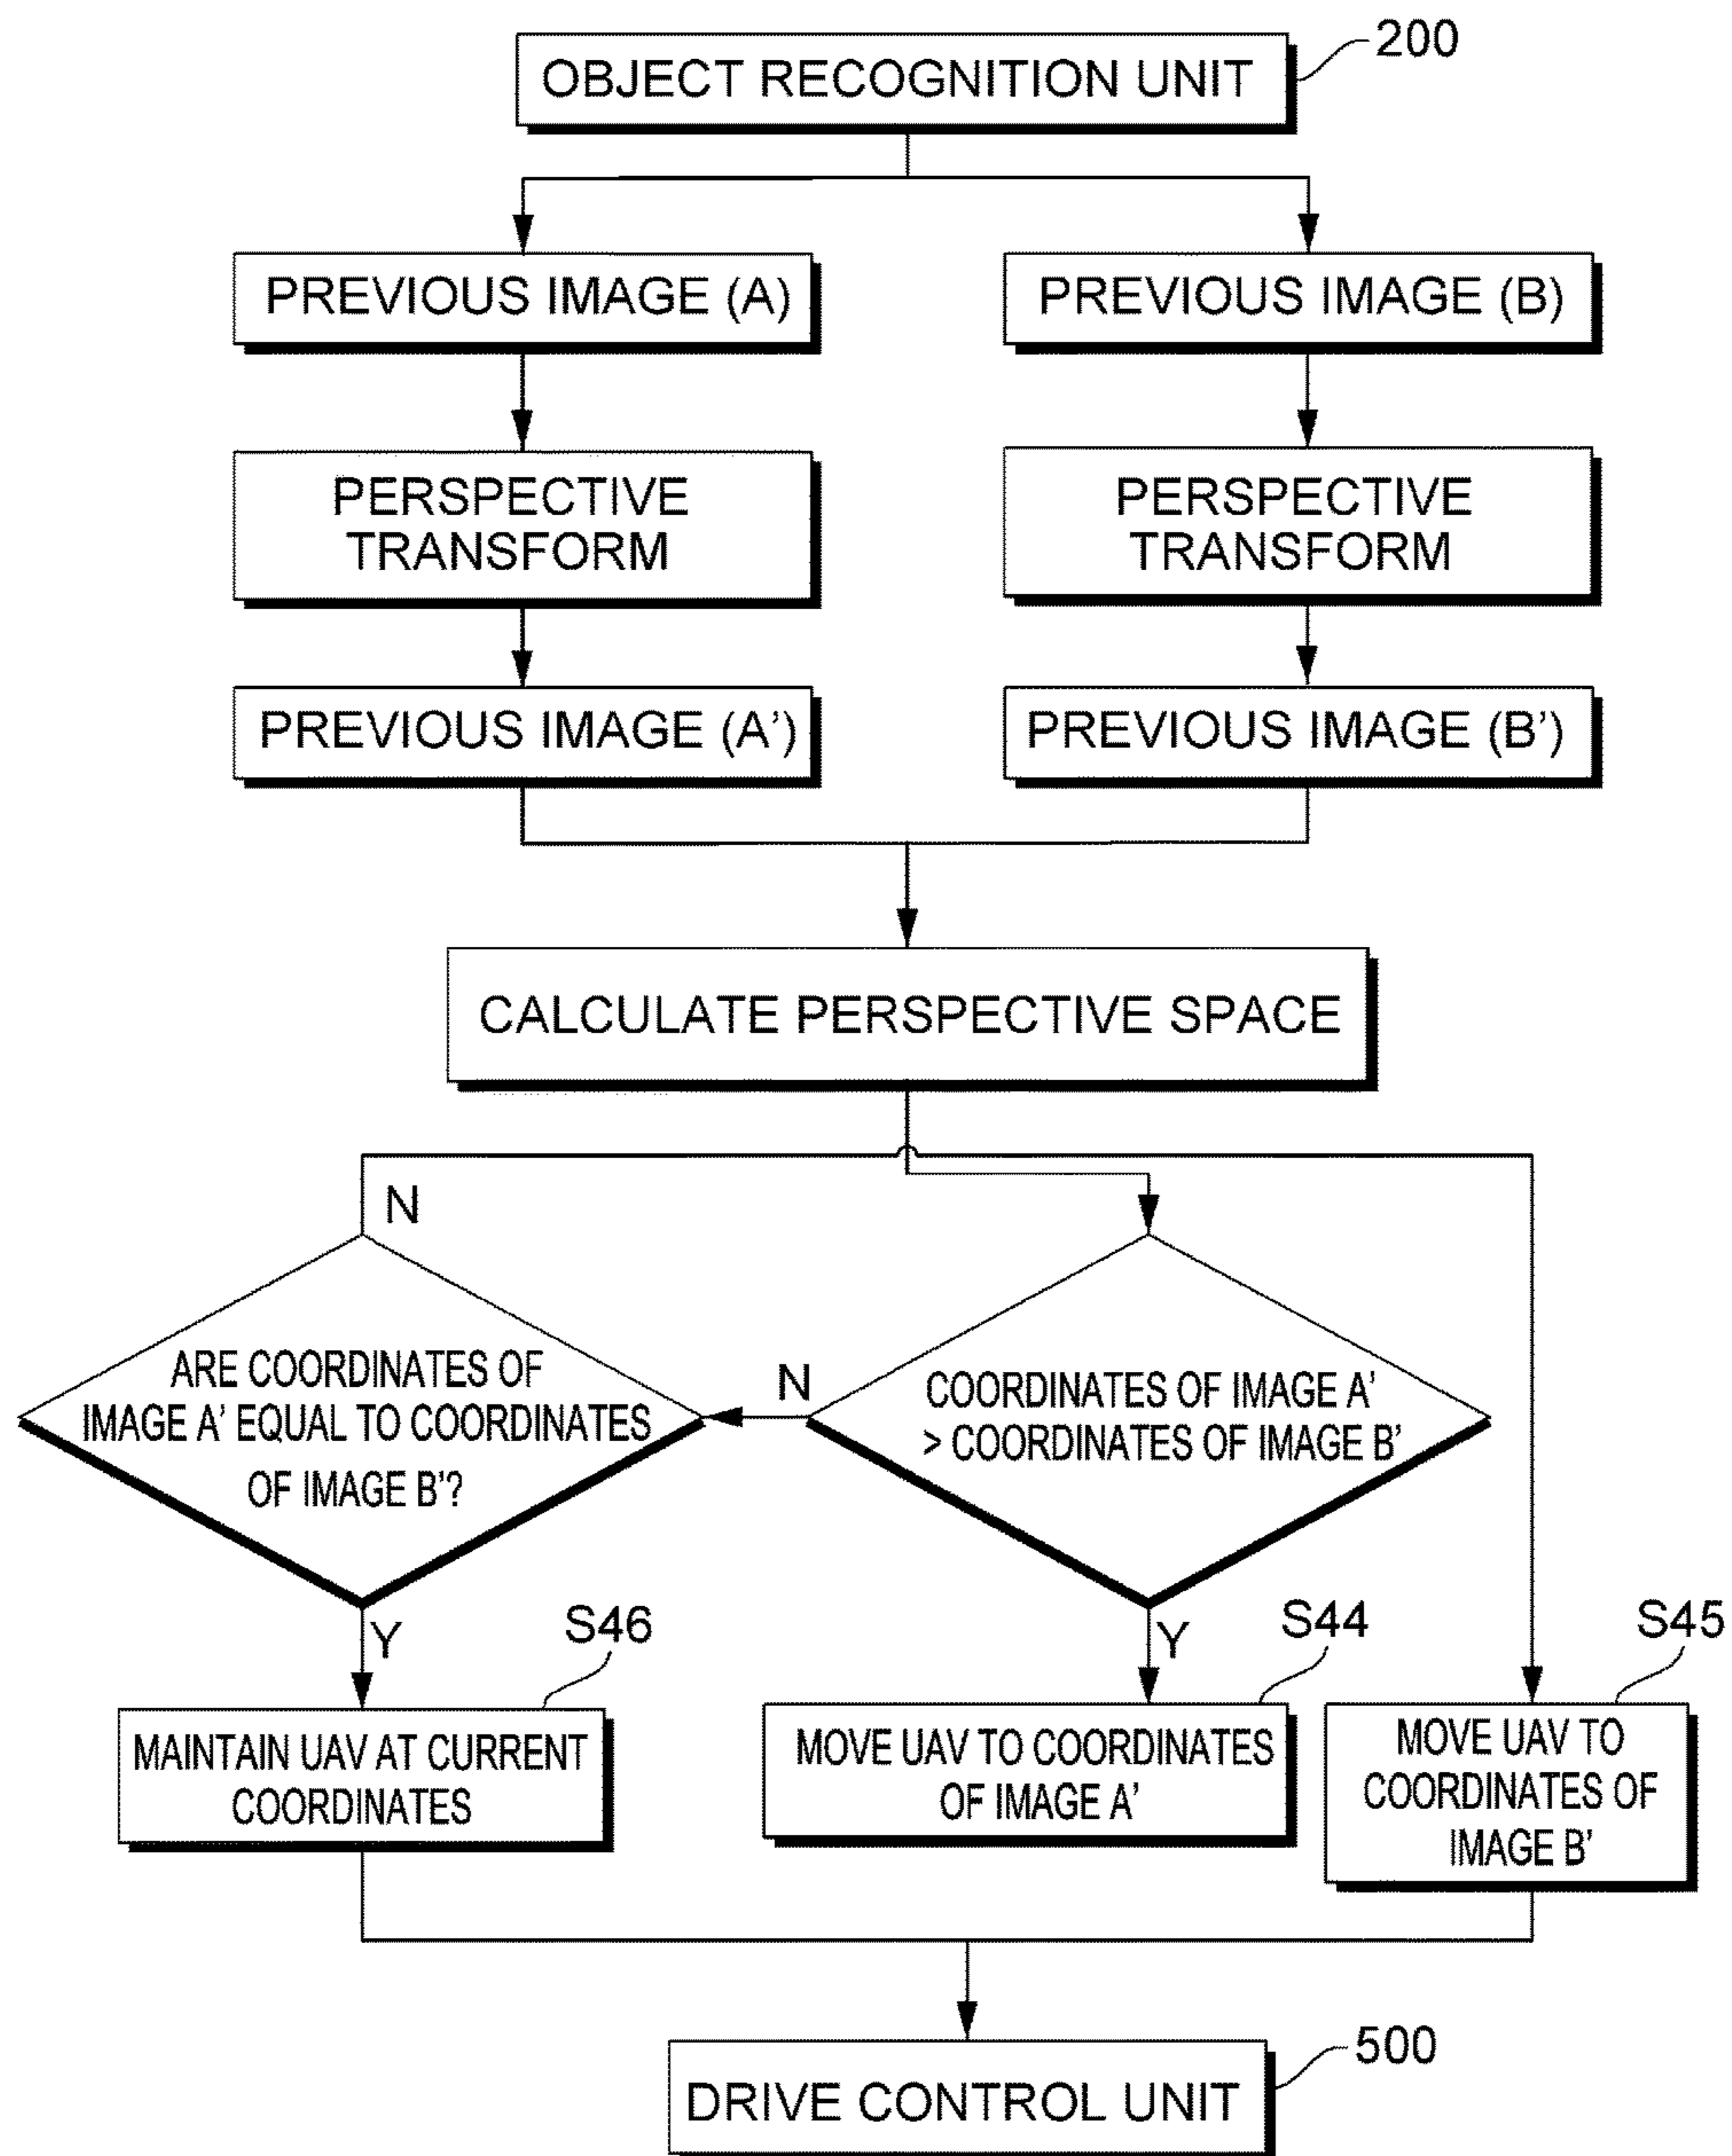 200
OBJECT RECOGNITION UNIT
PREVIOUS IMAGE (A)
PREVIOUS IMAGE (B)
PERSPECTIVE
TRANSFORM
PERSPECTIVE
TRANSFORM
PREVIOUS IMAGE (A’)
PREVIOUS IMAGE (B’)
CALCULATE PERSPECTIVE SPACE
N
ARE COORDINATES OF
IMAGE A’ EQUAL TO COORDINATES
OF IMAGE B’?
N
COORDINATES OF IMAGE A'
> COORDINATES OF IMAGE B'
Y
S46
Y
S44
S45
MAINTAIN UAV AT CURRENT
COORDINATES
MOVE UAV TO COORDINATES
OF IMAGE A’
MOVE UAV TO
COORDINATES OF
IMAGE B’
500
DRIVE CONTROL UNIT